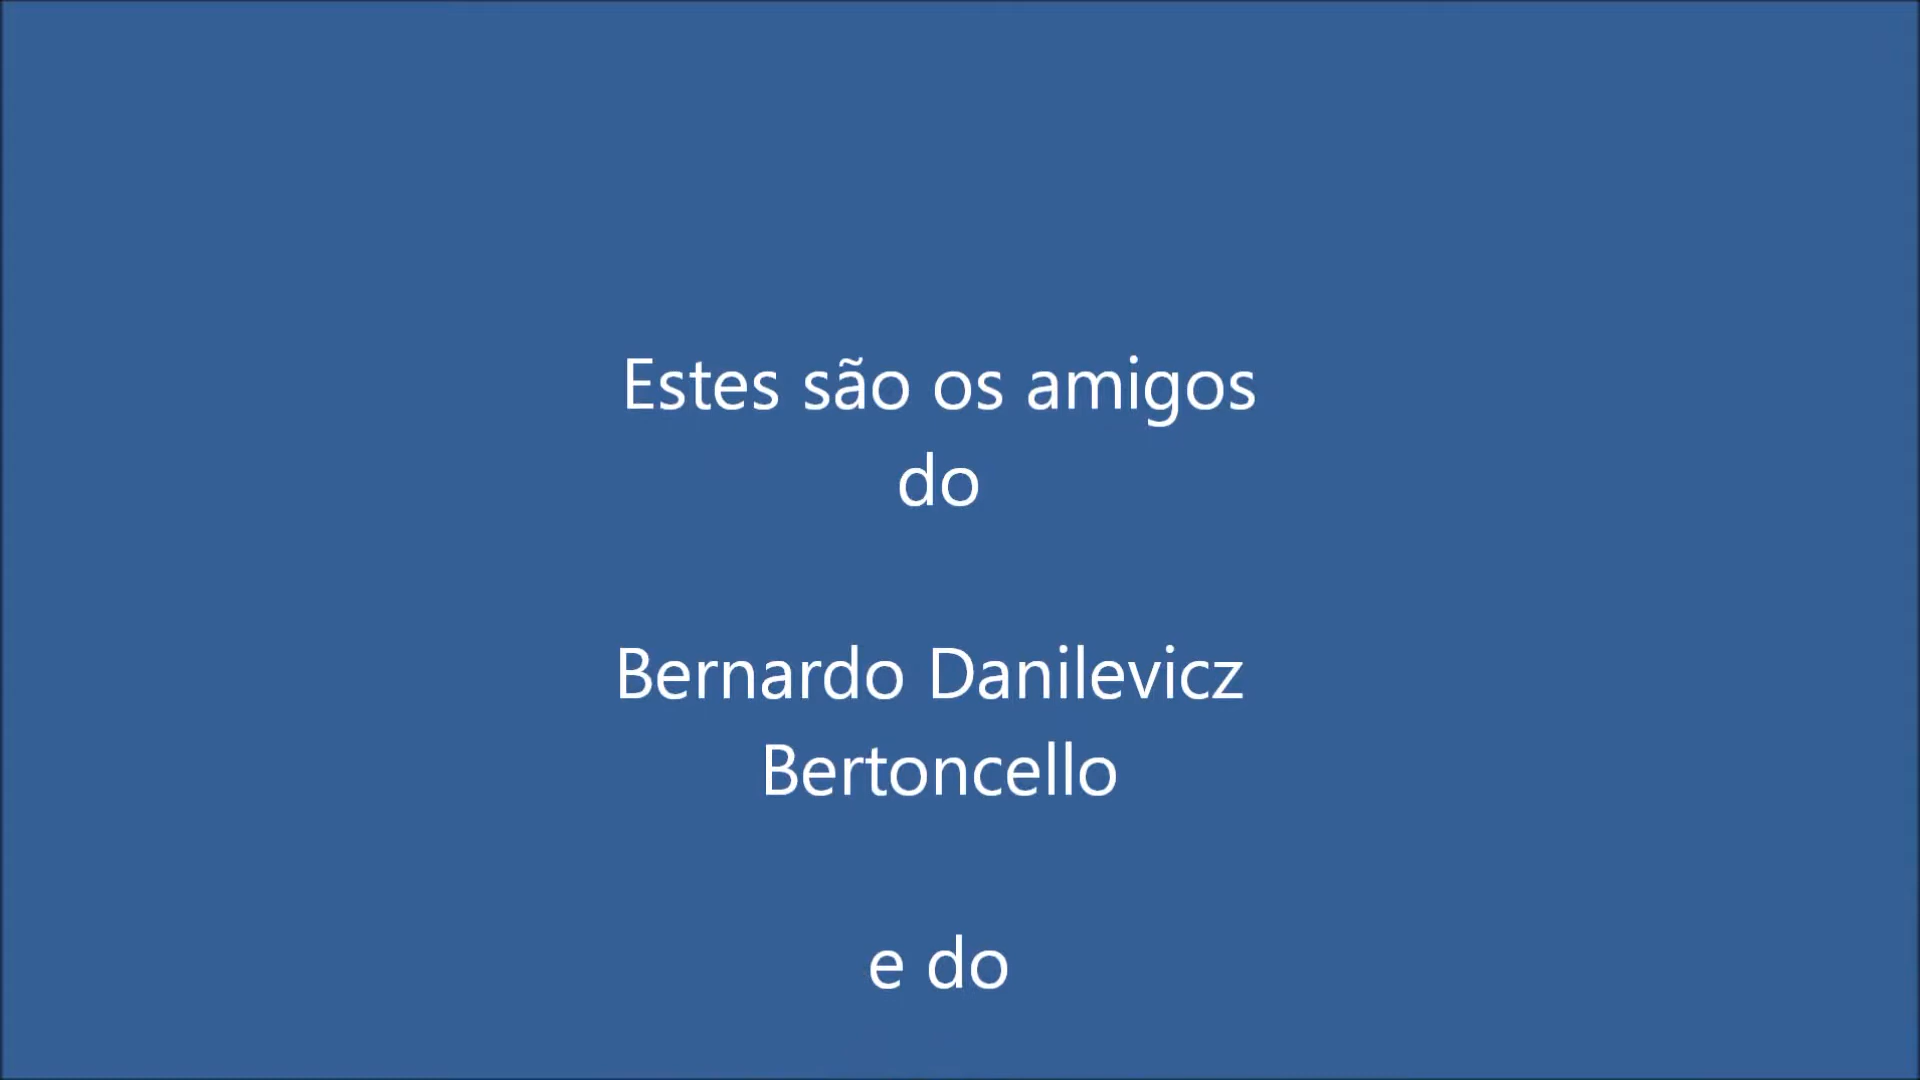 Estes são os amigos
do
Bernardo Danilevicz
Bertoncello
e do